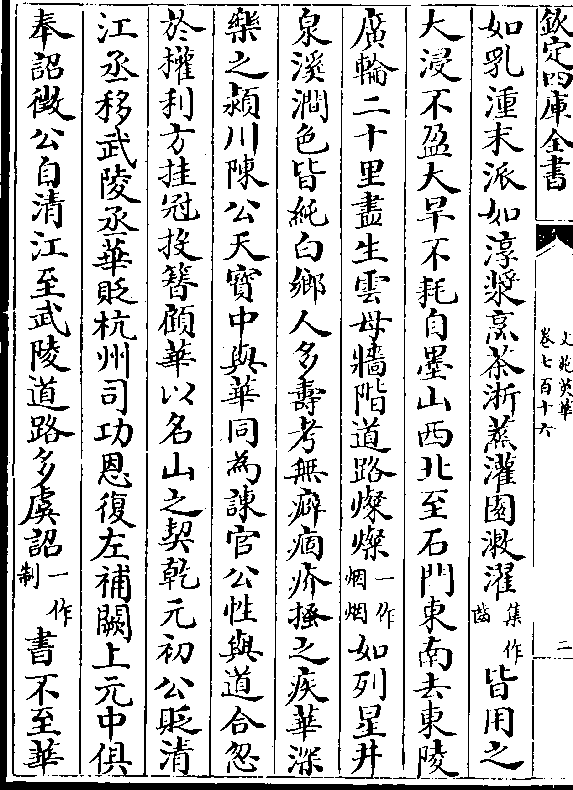 欽定四庫全書
文苑英華
卷七百十六
二
如乳湩末派如淳漿烹茶淅蒸灌園漱濯集作齒皆用之
大浸不盈大旱不耗自墨山西北至石門東南去東陵
廣輪二十里盡生雲母牆階道路燦燦一作烟烟如列星井
泉溪澗色皆純白鄉人多壽考無癖痼疥搔之疾華深
樂之潁川陳公天寶中與華同為諫官公性與道合忽
於權利方挂冠投簪顧華以名山之契乾元初公貶清
江丞移武陵丞華貶杭州司功恩復左補闕上元中俱
奉詔徵公自清江至武陵道路多虞詔一作制書不至華